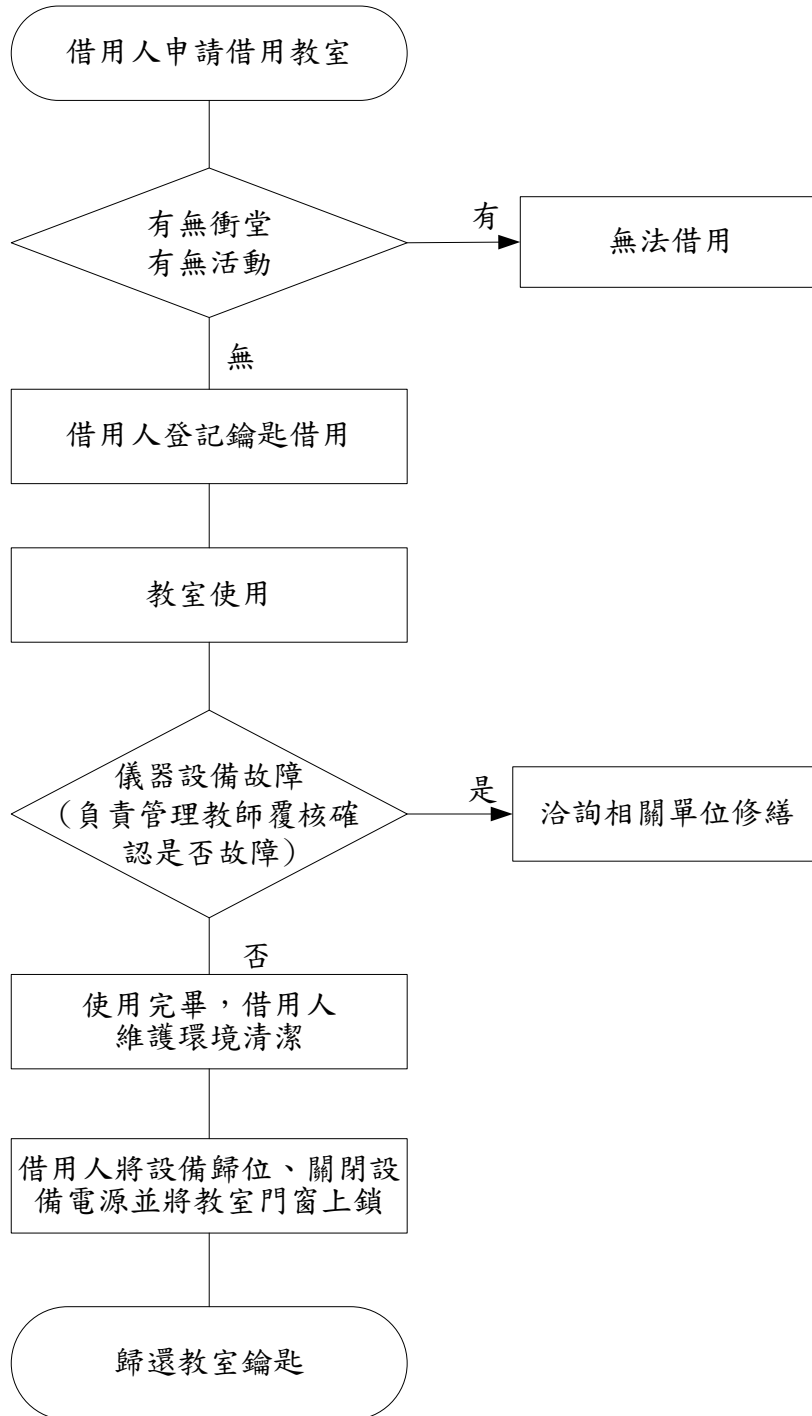 借用人申請借用教室
有無衝堂
有無活動
有
無法借用
無
借用人登記鑰匙借用
教室使用
儀器設備故障
（負責管理教師覆核確
認是否故障）
是
洽詢相關單位修繕
否
使用完畢，借用人
維護環境清潔
借用人將設備歸位、關閉設
備電源並將教室門窗上鎖
歸還教室鑰匙